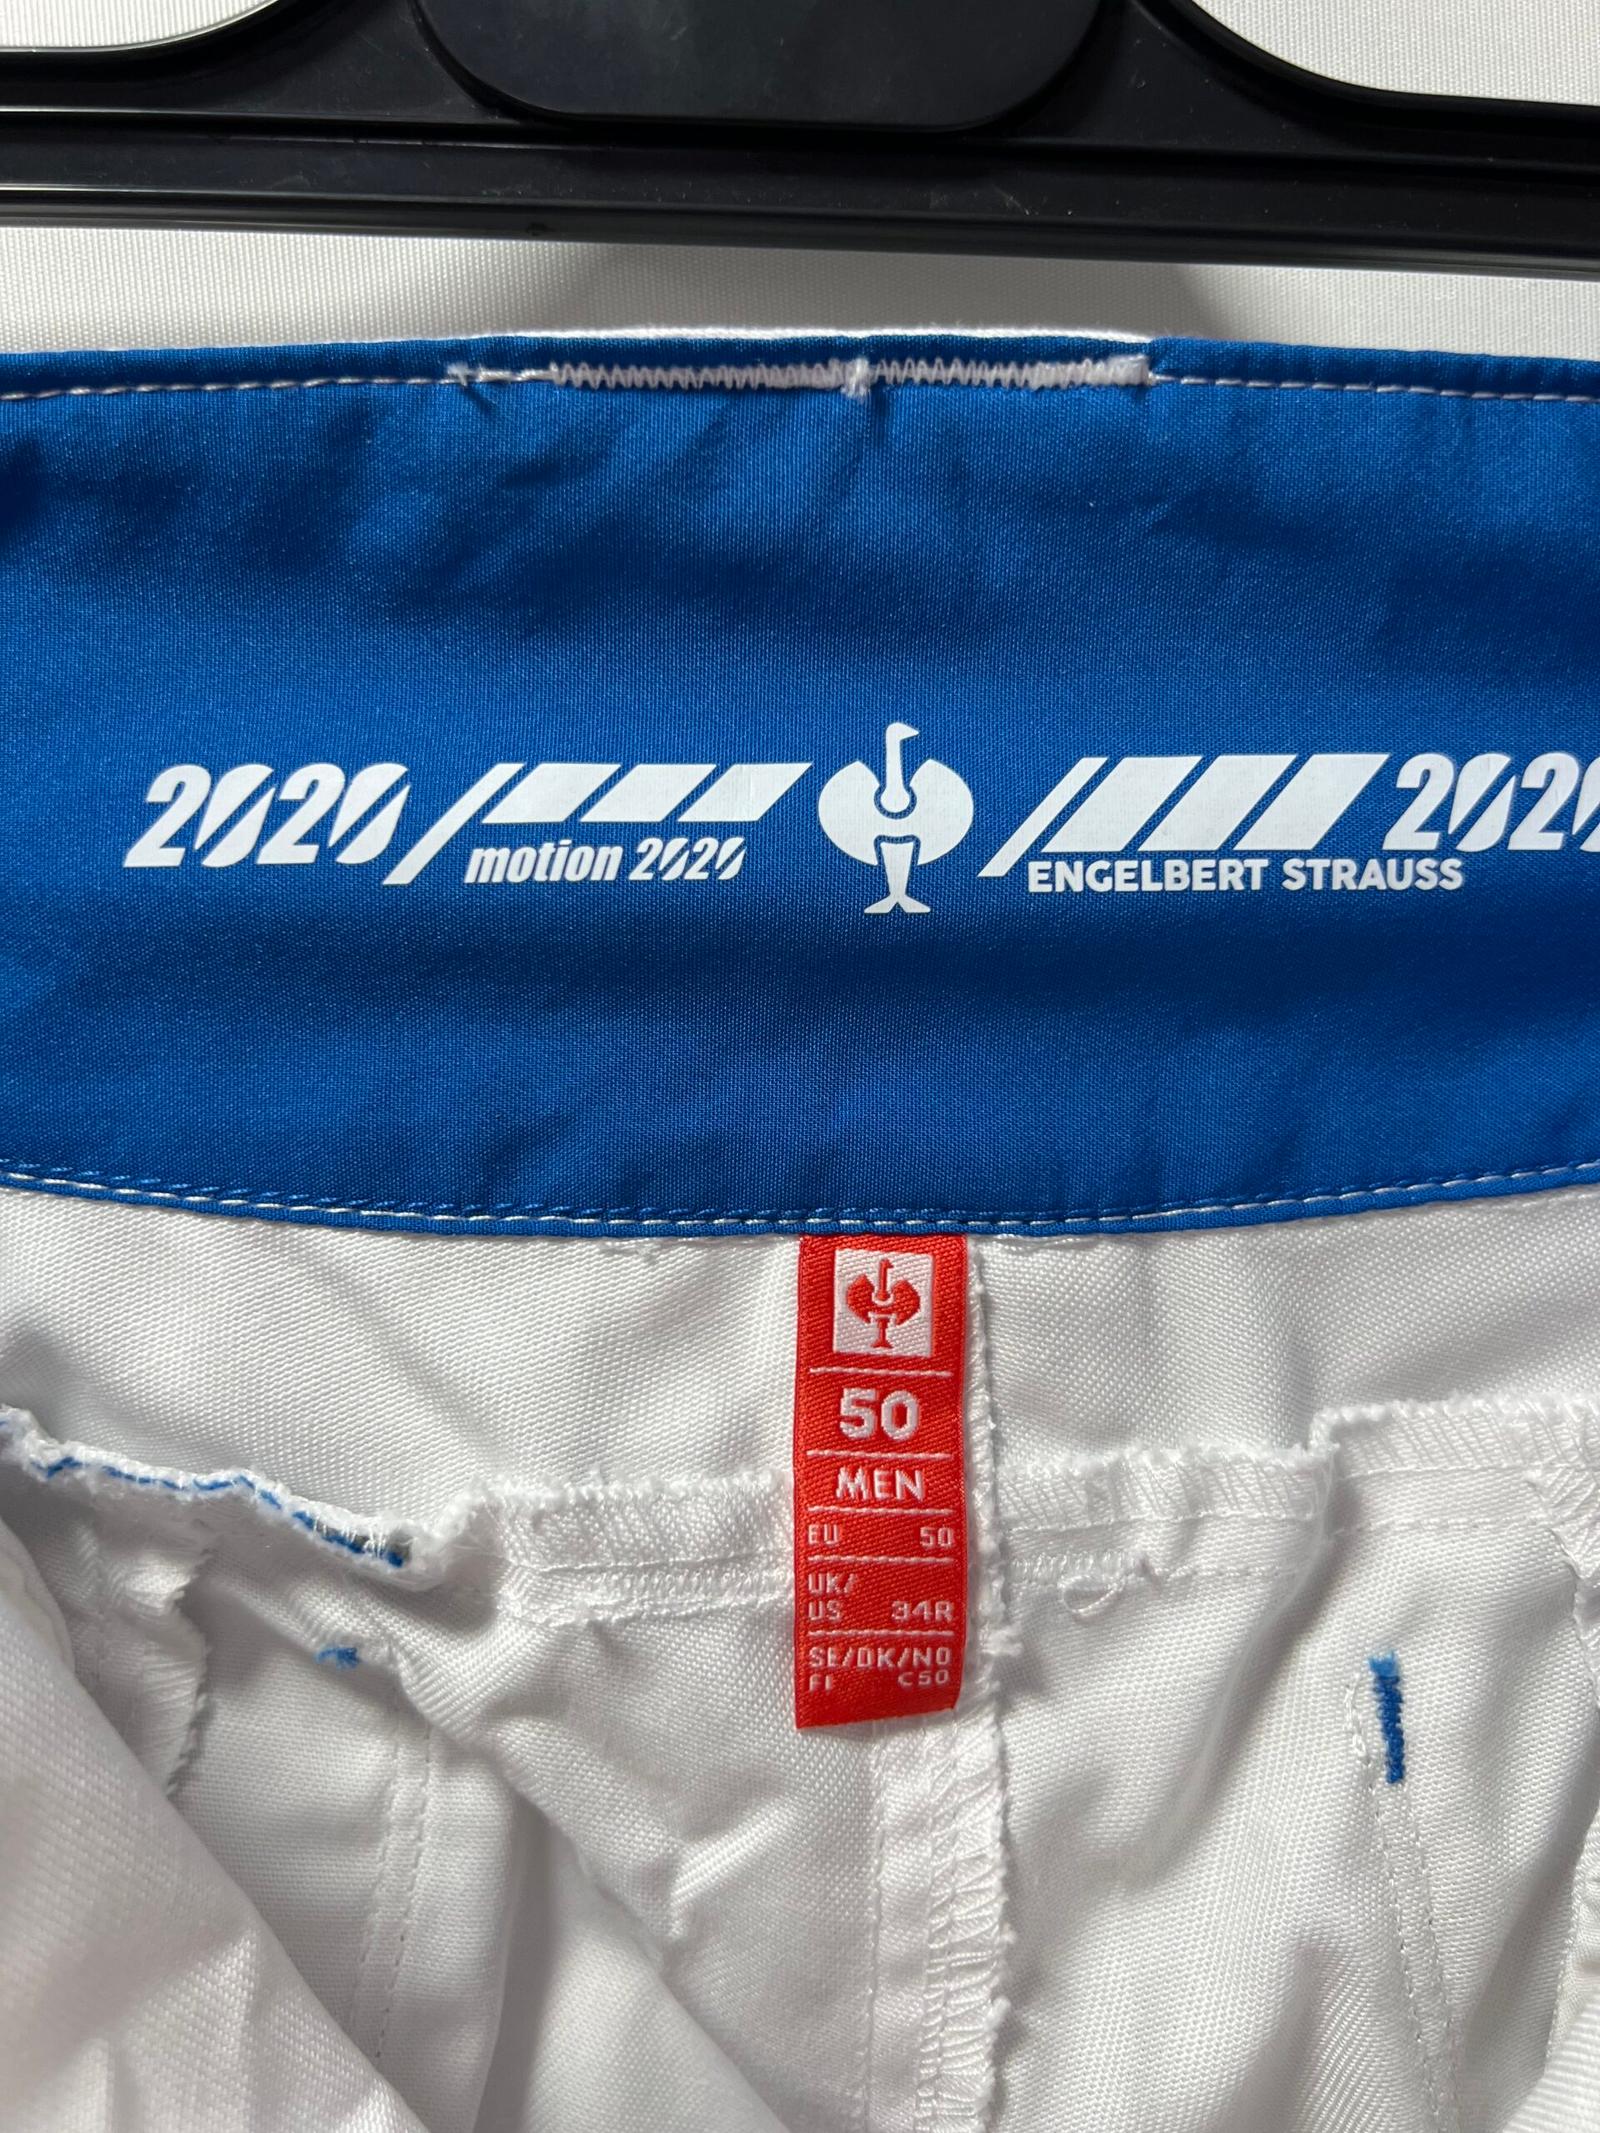 2020
motion 2020
2020
ENGELBERT STRAUSS
50
MEN
EU 50
UK/
US 34R
SE/DK/NO
FI C50